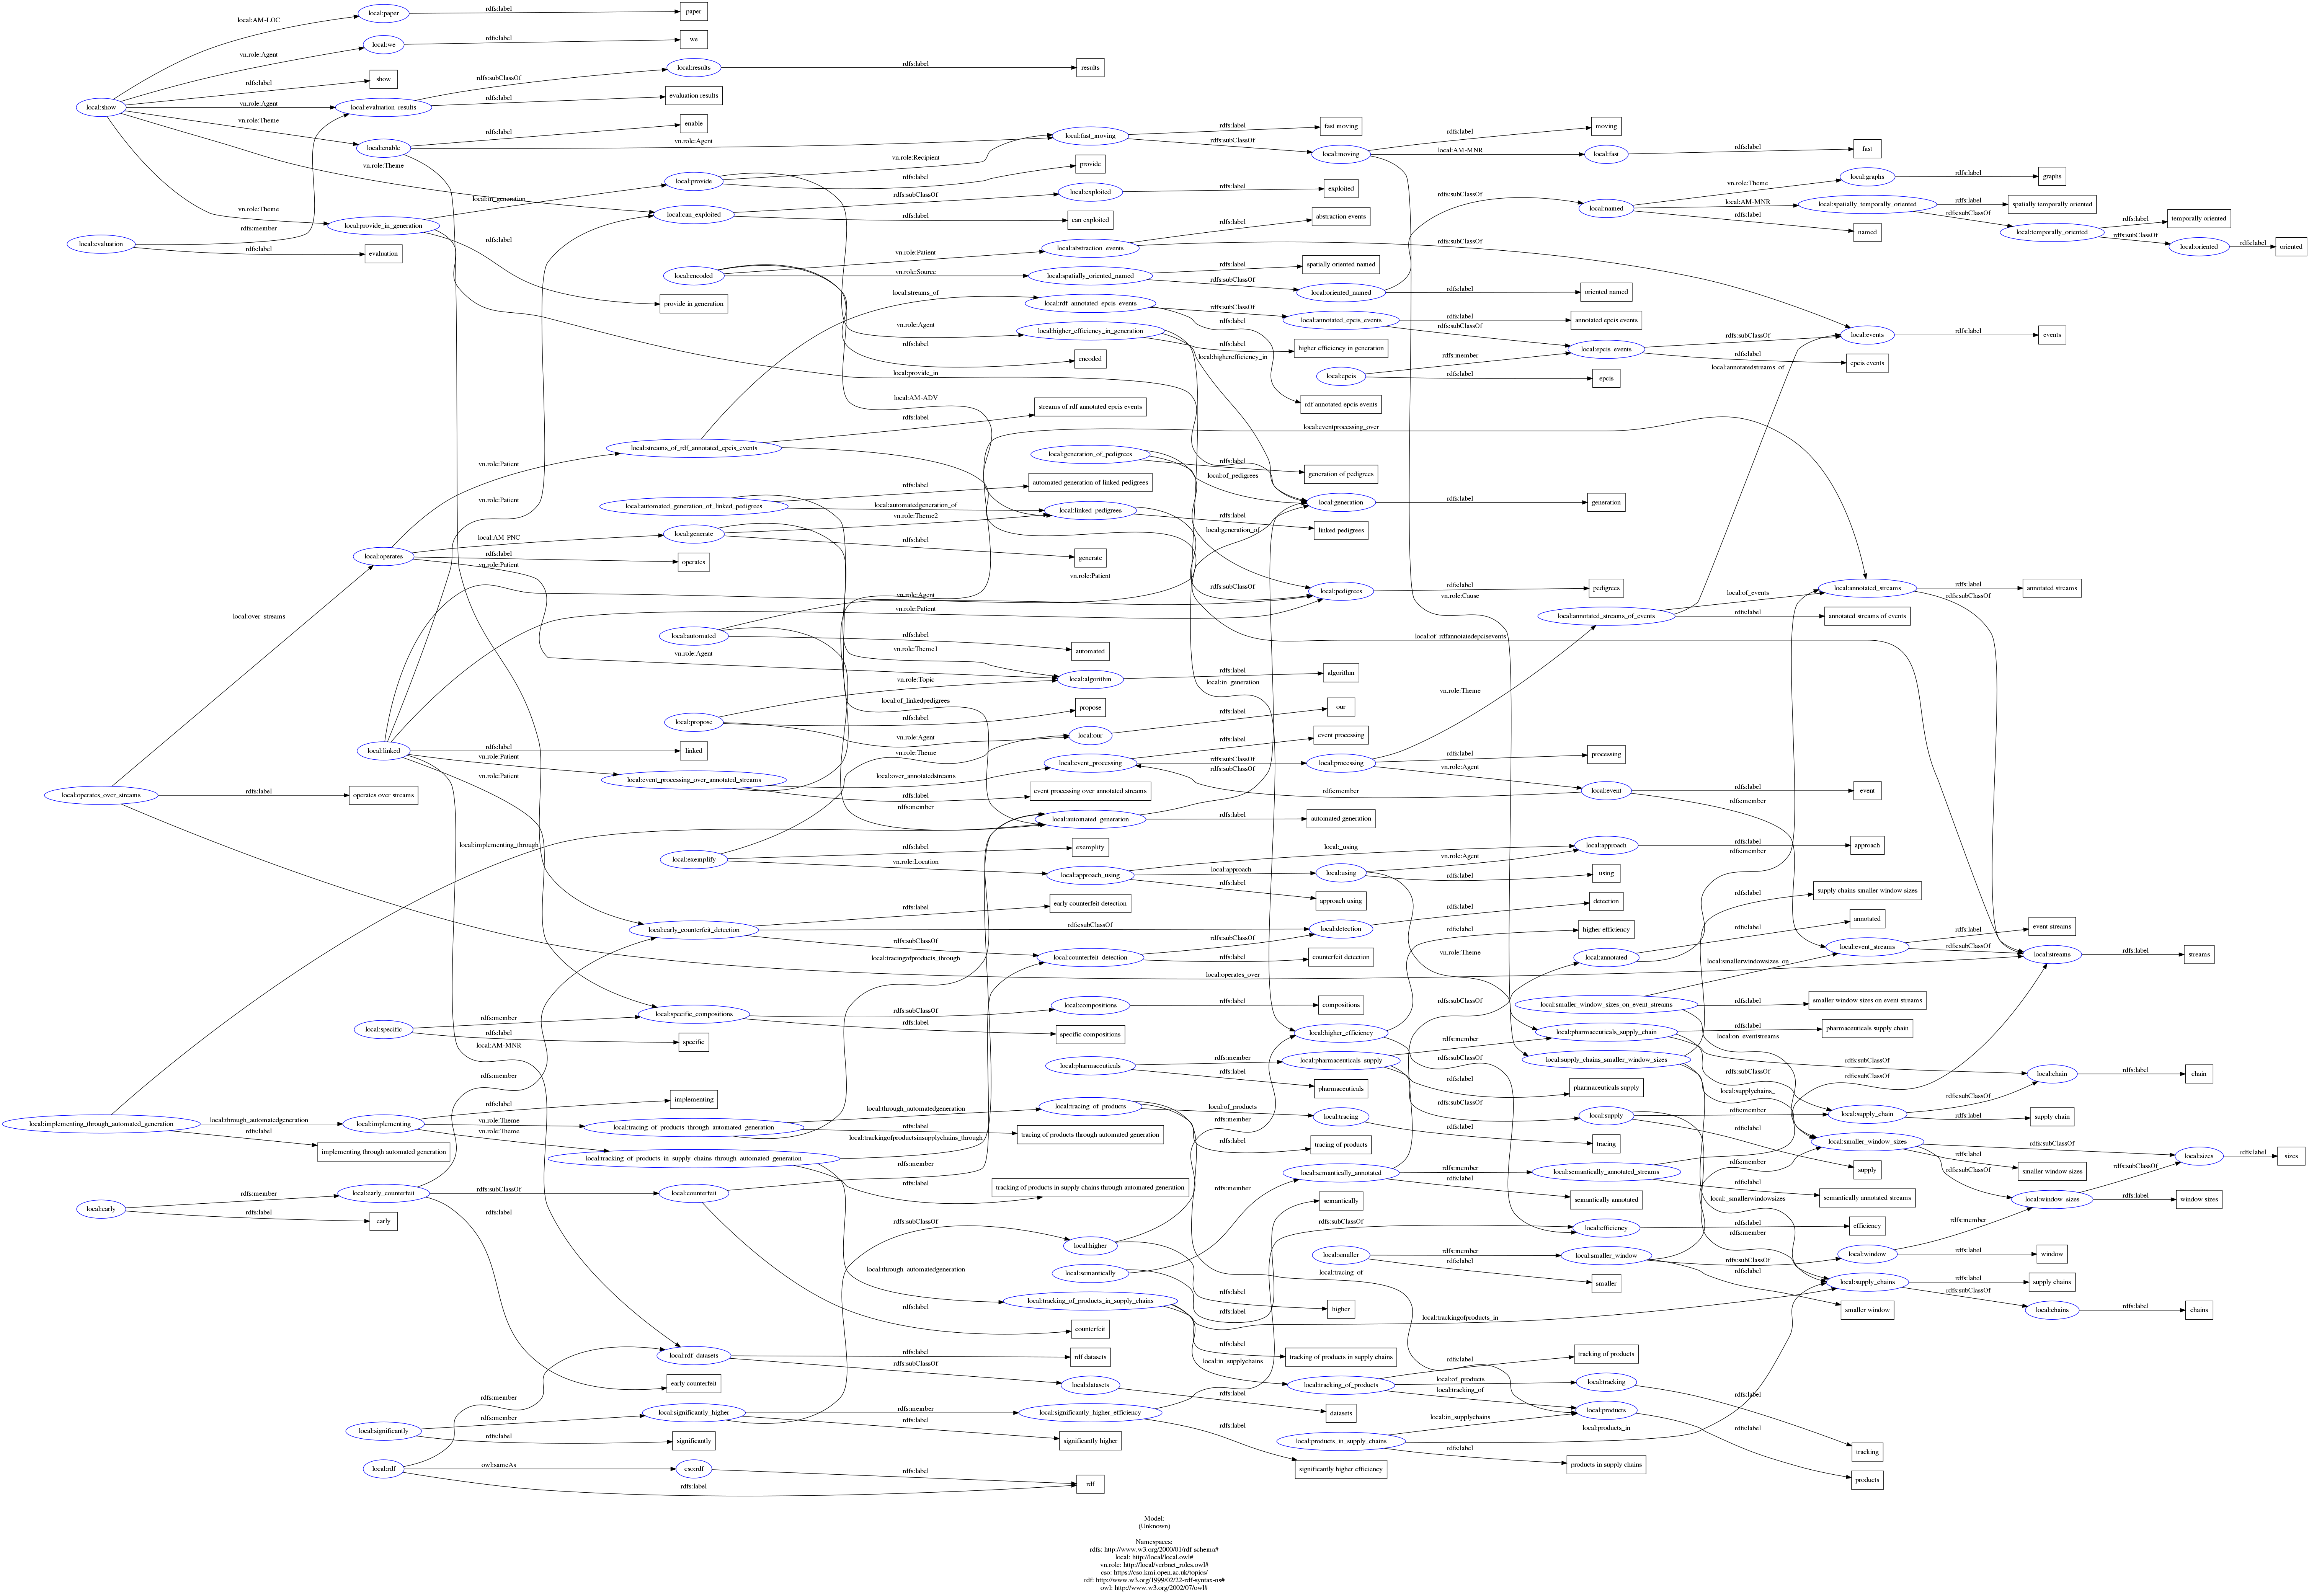 local:paper
rdfs:label
paper
local:AM-LOC
local:we
rdfs:label
we
vn.role:Agent
rdfs:label
show
local:results
rdfs:label
results
rdfs:subClassOf
local:show
vn.role:Agent
local:evaluation_results
rdfs:label
evaluation results
vn.role:Theme
local:enable
rdfs:label
enable
vn.role:Agent
local:fast_moving
rdfs:label
fast moving
rdfs:subClassOf
local:moving
rdfs:label
moving
local:AM-MNR
local:fast
rdfs:label
fast
vn.role:Theme
vn.role:Recipient
local:provide
rdfs:label
provide
local:in_generation
local:can_exploited
rdfs:subClassOf
local:exploited
rdfs:label
exploited
rdfs:label
can exploited
vn.role:Theme
local:provide_in_generation
rdfs:label
provide in generation
rdfs:member
local:evaluation
rdfs:label
evaluation
rdfs:subClassOf
local:named
vn.role:Theme
local:graphs
rdfs:label
graphs
local:AM-MNR
local:spatially_temporally_oriented
rdfs:label
spatially temporally oriented
rdfs:label
named
rdfs:subClassOf
local:temporally_oriented
rdfs:label
temporally oriented
rdfs:subClassOf
local:oriented
rdfs:label
oriented
local:encoded
vn.role:Patient
local:abstraction_events
rdfs:label
abstraction events
rdfs:subClassOf
vn.role:Source
local:spatially_oriented_named
rdfs:label
spatially oriented named
rdfs:subClassOf
local:oriented_named
rdfs:label
oriented named
local:streams_of
local:rdf_annotated_epcis_events
rdfs:subClassOf
local:annotated_epcis_events
rdfs:label
annotated epcis events
rdfs:label
rdfs:subClassOf
vn.role:Agent
local:higher_efficiency_in_generation
rdfs:label
higher efficiency in generation
local:higherefficiency_in
rdfs:label
encoded
local:epcis_events
rdfs:subClassOf
local:events
rdfs:label
events
rdfs:label
epcis events
rdfs:member
local:epcis
rdfs:label
epcis
local:annotatedstreams_of
local:provide_in
rdf annotated epcis events
local:AM-ADV
local:streams_of_rdf_annotated_epcis_events
rdfs:label
streams of rdf annotated epcis events
local:eventprocessing_over
vn.role:Patient
vn.role:Patient
local:generation_of_pedigrees
rdfs:label
generation of pedigrees
local:of_pedigrees
local:automated_generation_of_linked_pedigrees
rdfs:label
automated generation of linked pedigrees
local:automatedgeneration_of
local:linked_pedigrees
rdfs:label
linked pedigrees
local:generation
rdfs:label
generation
local:generation_of
local:operates
local:AM-PNC
local:generate
vn.role:Theme2
rdfs:label
generate
rdfs:label
operates
vn.role:Patient
vn.role:Patient
rdfs:subClassOf
local:pedigrees
rdfs:label
pedigrees
vn.role:Cause
vn.role:Agent
vn.role:Patient
local:over_streams
local:automated
rdfs:label
automated
vn.role:Theme1
vn.role:Agent
local:algorithm
rdfs:label
algorithm
local:in_generation
local:of_rdfannotatedepcisevents
local:annotated_streams_of_events
local:of_events
rdfs:label
annotated streams of events
local:annotated_streams
rdfs:label
annotated streams
rdfs:subClassOf
local:propose
vn.role:Topic
rdfs:label
propose
local:of_linkedpedigrees
vn.role:Agent
local:our
rdfs:label
our
vn.role:Theme
vn.role:Theme
local:linked
rdfs:label
linked
vn.role:Patient
local:event_processing_over_annotated_streams
local:over_annotatedstreams
local:event_processing
rdfs:label
event processing
rdfs:subClassOf
rdfs:subClassOf
local:processing
rdfs:label
processing
vn.role:Agent
local:event
rdfs:label
event
rdfs:member
rdfs:member
rdfs:label
event processing over annotated streams
vn.role:Patient
rdfs:member
local:operates_over_streams
rdfs:label
operates over streams
local:automated_generation
rdfs:label
automated generation
local:implementing_through
local:exemplify
rdfs:label
exemplify
vn.role:Location
local:approach_using
local:_using
local:approach
rdfs:label
approach
local:approach_
local:using
vn.role:Agent
rdfs:label
using
rdfs:label
approach using
rdfs:member
rdfs:label
supply chains smaller window sizes
local:early_counterfeit_detection
rdfs:label
early counterfeit detection
rdfs:subClassOf
local:detection
rdfs:label
detection
rdfs:subClassOf
local:counterfeit_detection
rdfs:subClassOf
rdfs:label
counterfeit detection
rdfs:label
higher efficiency
vn.role:Theme
local:annotated
rdfs:label
annotated
local:event_streams
rdfs:label
event streams
rdfs:subClassOf
local:streams
rdfs:label
streams
local:smallerwindowsizes_on
local:tracingofproducts_through
local:operates_over
rdfs:subClassOf
local:smaller_window_sizes_on_event_streams
rdfs:label
smaller window sizes on event streams
local:on_eventstreams
local:specific
rdfs:member
local:specific_compositions
rdfs:subClassOf
local:compositions
rdfs:label
compositions
rdfs:label
specific compositions
rdfs:label
specific
local:AM-MNR
local:higher_efficiency
rdfs:subClassOf
local:pharmaceuticals_supply_chain
rdfs:label
pharmaceuticals supply chain
rdfs:subClassOf
local:supply_chains_smaller_window_sizes
rdfs:subClassOf
rdfs:subClassOf
local:chain
rdfs:label
chain
local:pharmaceuticals
rdfs:member
local:pharmaceuticals_supply
rdfs:member
rdfs:label
pharmaceuticals supply
rdfs:label
pharmaceuticals
rdfs:subClassOf
local:supplychains_
rdfs:member
local:implementing
rdfs:label
implementing
local:implementing_through_automated_generation
local:through_automatedgeneration
rdfs:label
implementing through automated generation
vn.role:Theme
vn.role:Theme
local:tracing_of_products_through_automated_generation
local:through_automatedgeneration
local:tracing_of_products
local:of_products
local:tracing
rdfs:label
tracing
rdfs:label
tracing of products through automated generation
rdfs:member
rdfs:label
tracing of products
local:supply
rdfs:member
rdfs:label
supply
local:supply_chain
rdfs:subClassOf
rdfs:label
supply chain
local:tracking_of_products_in_supply_chains_through_automated_generation
local:trackingofproductsinsupplychains_through
rdfs:member
rdfs:label
tracking of products in supply chains through automated generation
local:smaller_window_sizes
rdfs:subClassOf
local:sizes
rdfs:label
sizes
rdfs:label
smaller window sizes
rdfs:subClassOf
rdfs:subClassOf
local:window_sizes
rdfs:label
window sizes
local:semantically_annotated
rdfs:member
local:semantically_annotated_streams
rdfs:label
semantically annotated streams
rdfs:label
semantically annotated
rdfs:member
local:early
rdfs:member
local:early_counterfeit
rdfs:subClassOf
local:counterfeit
rdfs:label
early
rdfs:label
rdfs:member
rdfs:label
semantically
local:_smallerwindowsizes
rdfs:subClassOf
local:efficiency
rdfs:label
efficiency
rdfs:member
rdfs:member
rdfs:subClassOf
local:higher
local:smaller
rdfs:member
local:smaller_window
rdfs:subClassOf
local:window
rdfs:label
window
rdfs:label
smaller
rdfs:label
smaller window
local:semantically
local:through_automatedgeneration
local:tracing_of
local:supply_chains
rdfs:label
supply chains
rdfs:subClassOf
local:chains
rdfs:label
chains
rdfs:label
higher
rdfs:label
local:tracking_of_products_in_supply_chains
local:trackingofproducts_in
rdfs:label
counterfeit
rdfs:label
tracking of products in supply chains
local:in_supplychains
local:rdf_datasets
rdfs:label
rdf datasets
rdfs:subClassOf
local:datasets
rdfs:label
datasets
rdfs:label
tracking of products
local:tracking_of_products
local:of_products
local:tracking
local:tracking_of
rdfs:label
early counterfeit
rdfs:member
local:products
local:in_supplychains
local:products_in
rdfs:label
tracking
local:significantly
rdfs:member
local:significantly_higher
rdfs:member
local:significantly_higher_efficiency
rdfs:label
significantly higher
rdfs:label
significantly
rdfs:label
significantly higher efficiency
local:products_in_supply_chains
rdfs:label
products in supply chains
rdfs:label
products
local:rdf
owl:sameAs
cso:rdf
rdfs:label
rdfs:label
rdf
Model:
(Unknown)
Namespaces:
rdfs: http://www.w3.org/2000/01/rdf-schema#
local: http://local/local.owl#
vn.role: http://local/verbnet_roles.owl#
cso: https://cso.kmi.open.ac.uk/topics/
rdf: http://www.w3.org/1999/02/22-rdf-syntax-ns#
owl: http://www.w3.org/2002/07/owl#